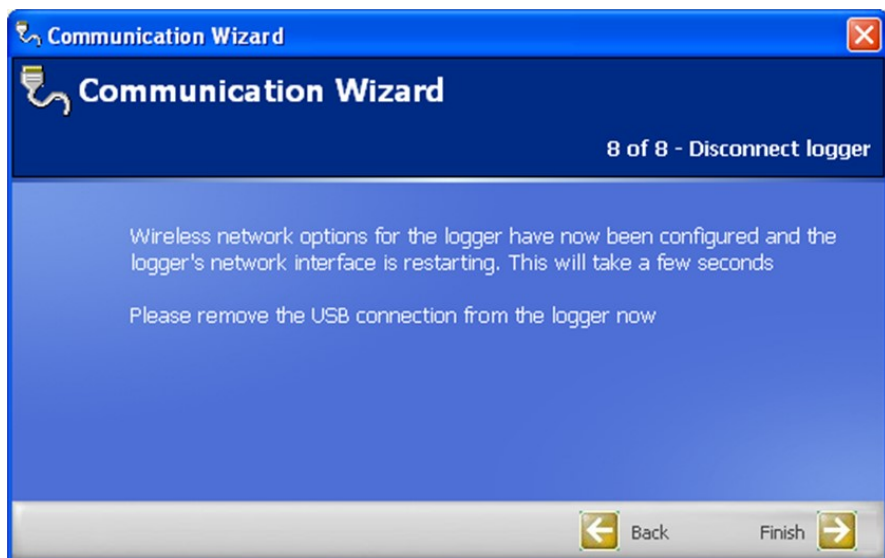 Communication Wizard
Communication Wizard
8 of 8 - Disconnect logger
Wireless network options for the logger have now been configured and the
logger's network interface is restarting. This will take a few seconds
Please remove the USB connection from the logger now
Back Finish